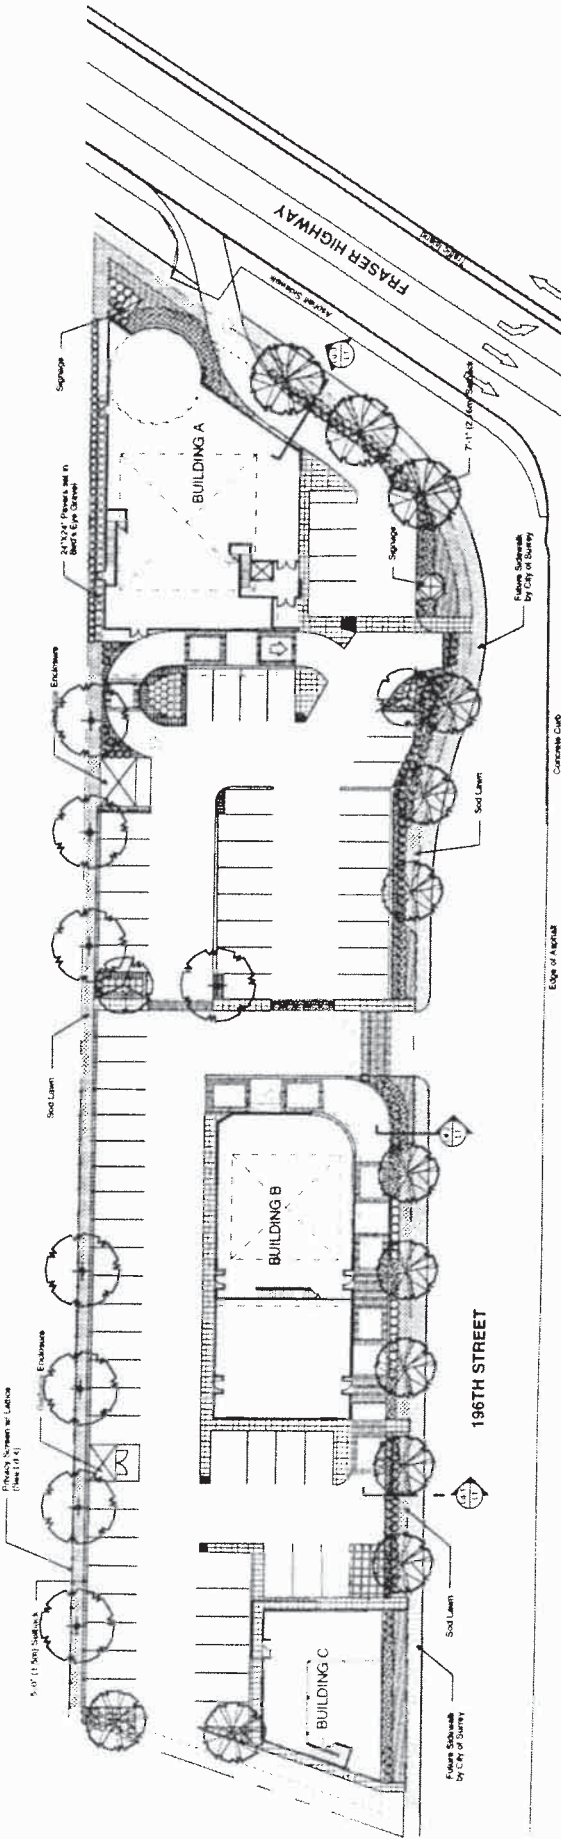 FRASER HIGHWAY
Asphalt Sidewalk
Signage
24"X24" Pavers set in
Bird's Eye Gravel
BUILDING A
7'-1" (2.16m) Setback
Signage
Future Sidewalk
by City of Surrey
Enclosure
Concrete Curb
Sod Lawn
Edge of Asphalt
Sod Lawn
BUILDING B
196TH STREET
Enclosure
Privacy Screen w/ Lattice
5'-0" (1.5m) Setback
Sod Lawn
BUILDING C
Future Sidewalk
by City of Surrey